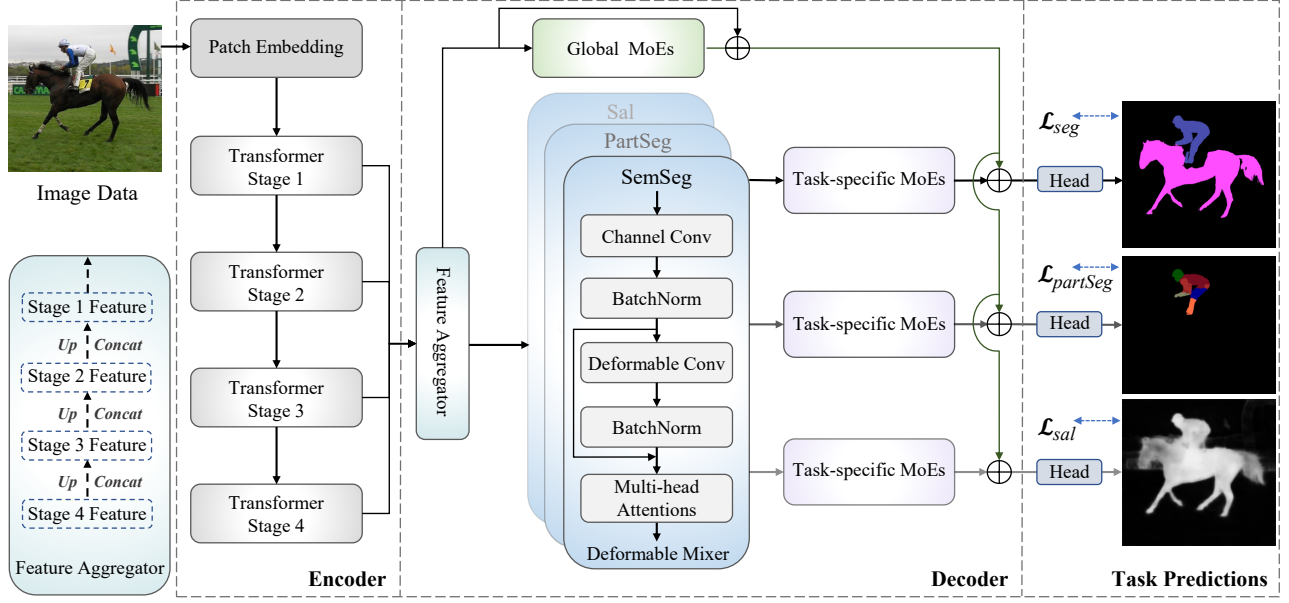 Image Data
Patch Embedding
Transformer
Stage 1
Transformer
Stage 2
Transformer
Stage 3
Transformer
Stage 4
Encoder
Stage 1 Feature
Up Concat
Stage 2 Feature
Up Concat
Stage 3 Feature
Up Concat
Stage 4 Feature
Feature Aggregator
Feature Aggregator
Global MoEs
Sal
PartSeg
SemSeg
Channel Conv
BatchNorm
Deformable Conv
BatchNorm
Multi-head
Attentions
Deformable Mixer
Task-specific MoEs
Task-specific MoEs
Task-specific MoEs
Decoder
ℒseg
Head
ℒpartSeg
Head
ℒsal
Head
Task Predictions
7